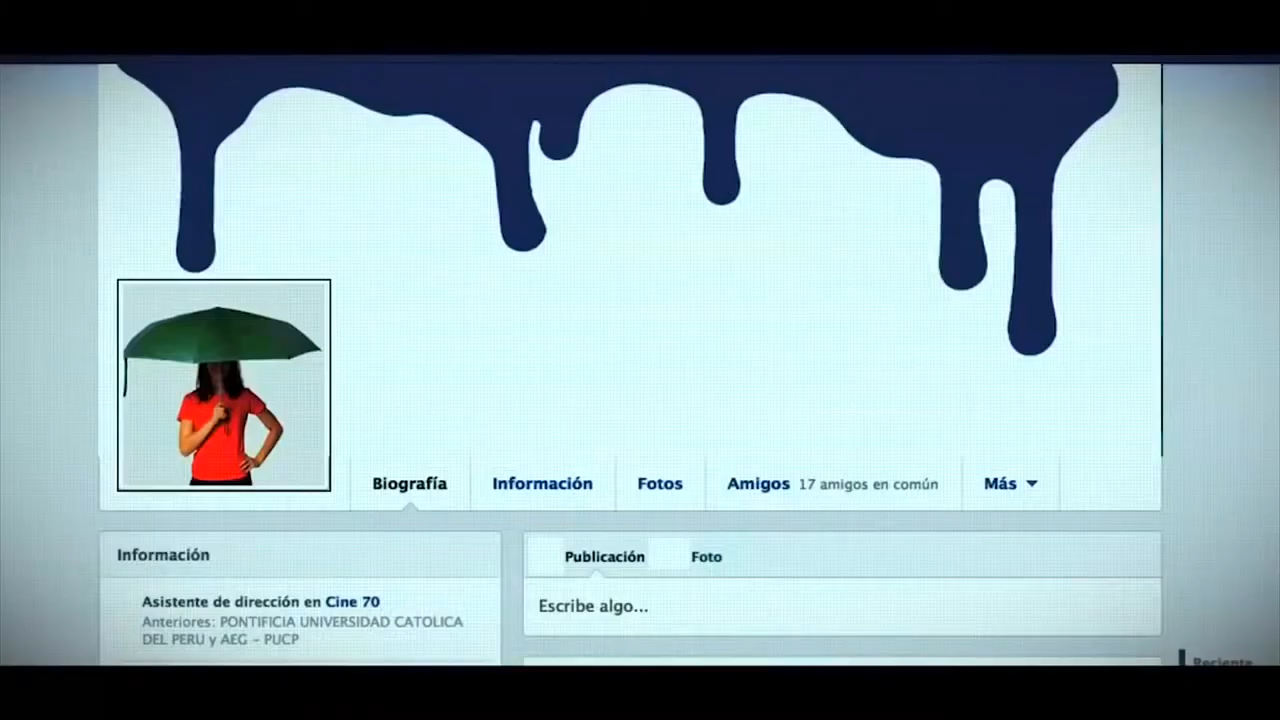 Biografía
Información
Fotos
Amigos 17 amigos en común
Más
Información
Asistente de dirección en Cine 70
Anteriores: PONTIFICIA UNIVERSIDAD CATOLICA
DEL PERU y AEG - PUCP
Publicación
Foto
Escribe algo...
Reciente